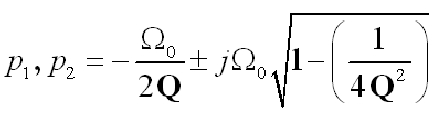 p₁, p₂ = −Ω₀/2Q ± jΩ₀√(1−(1/4Q²))